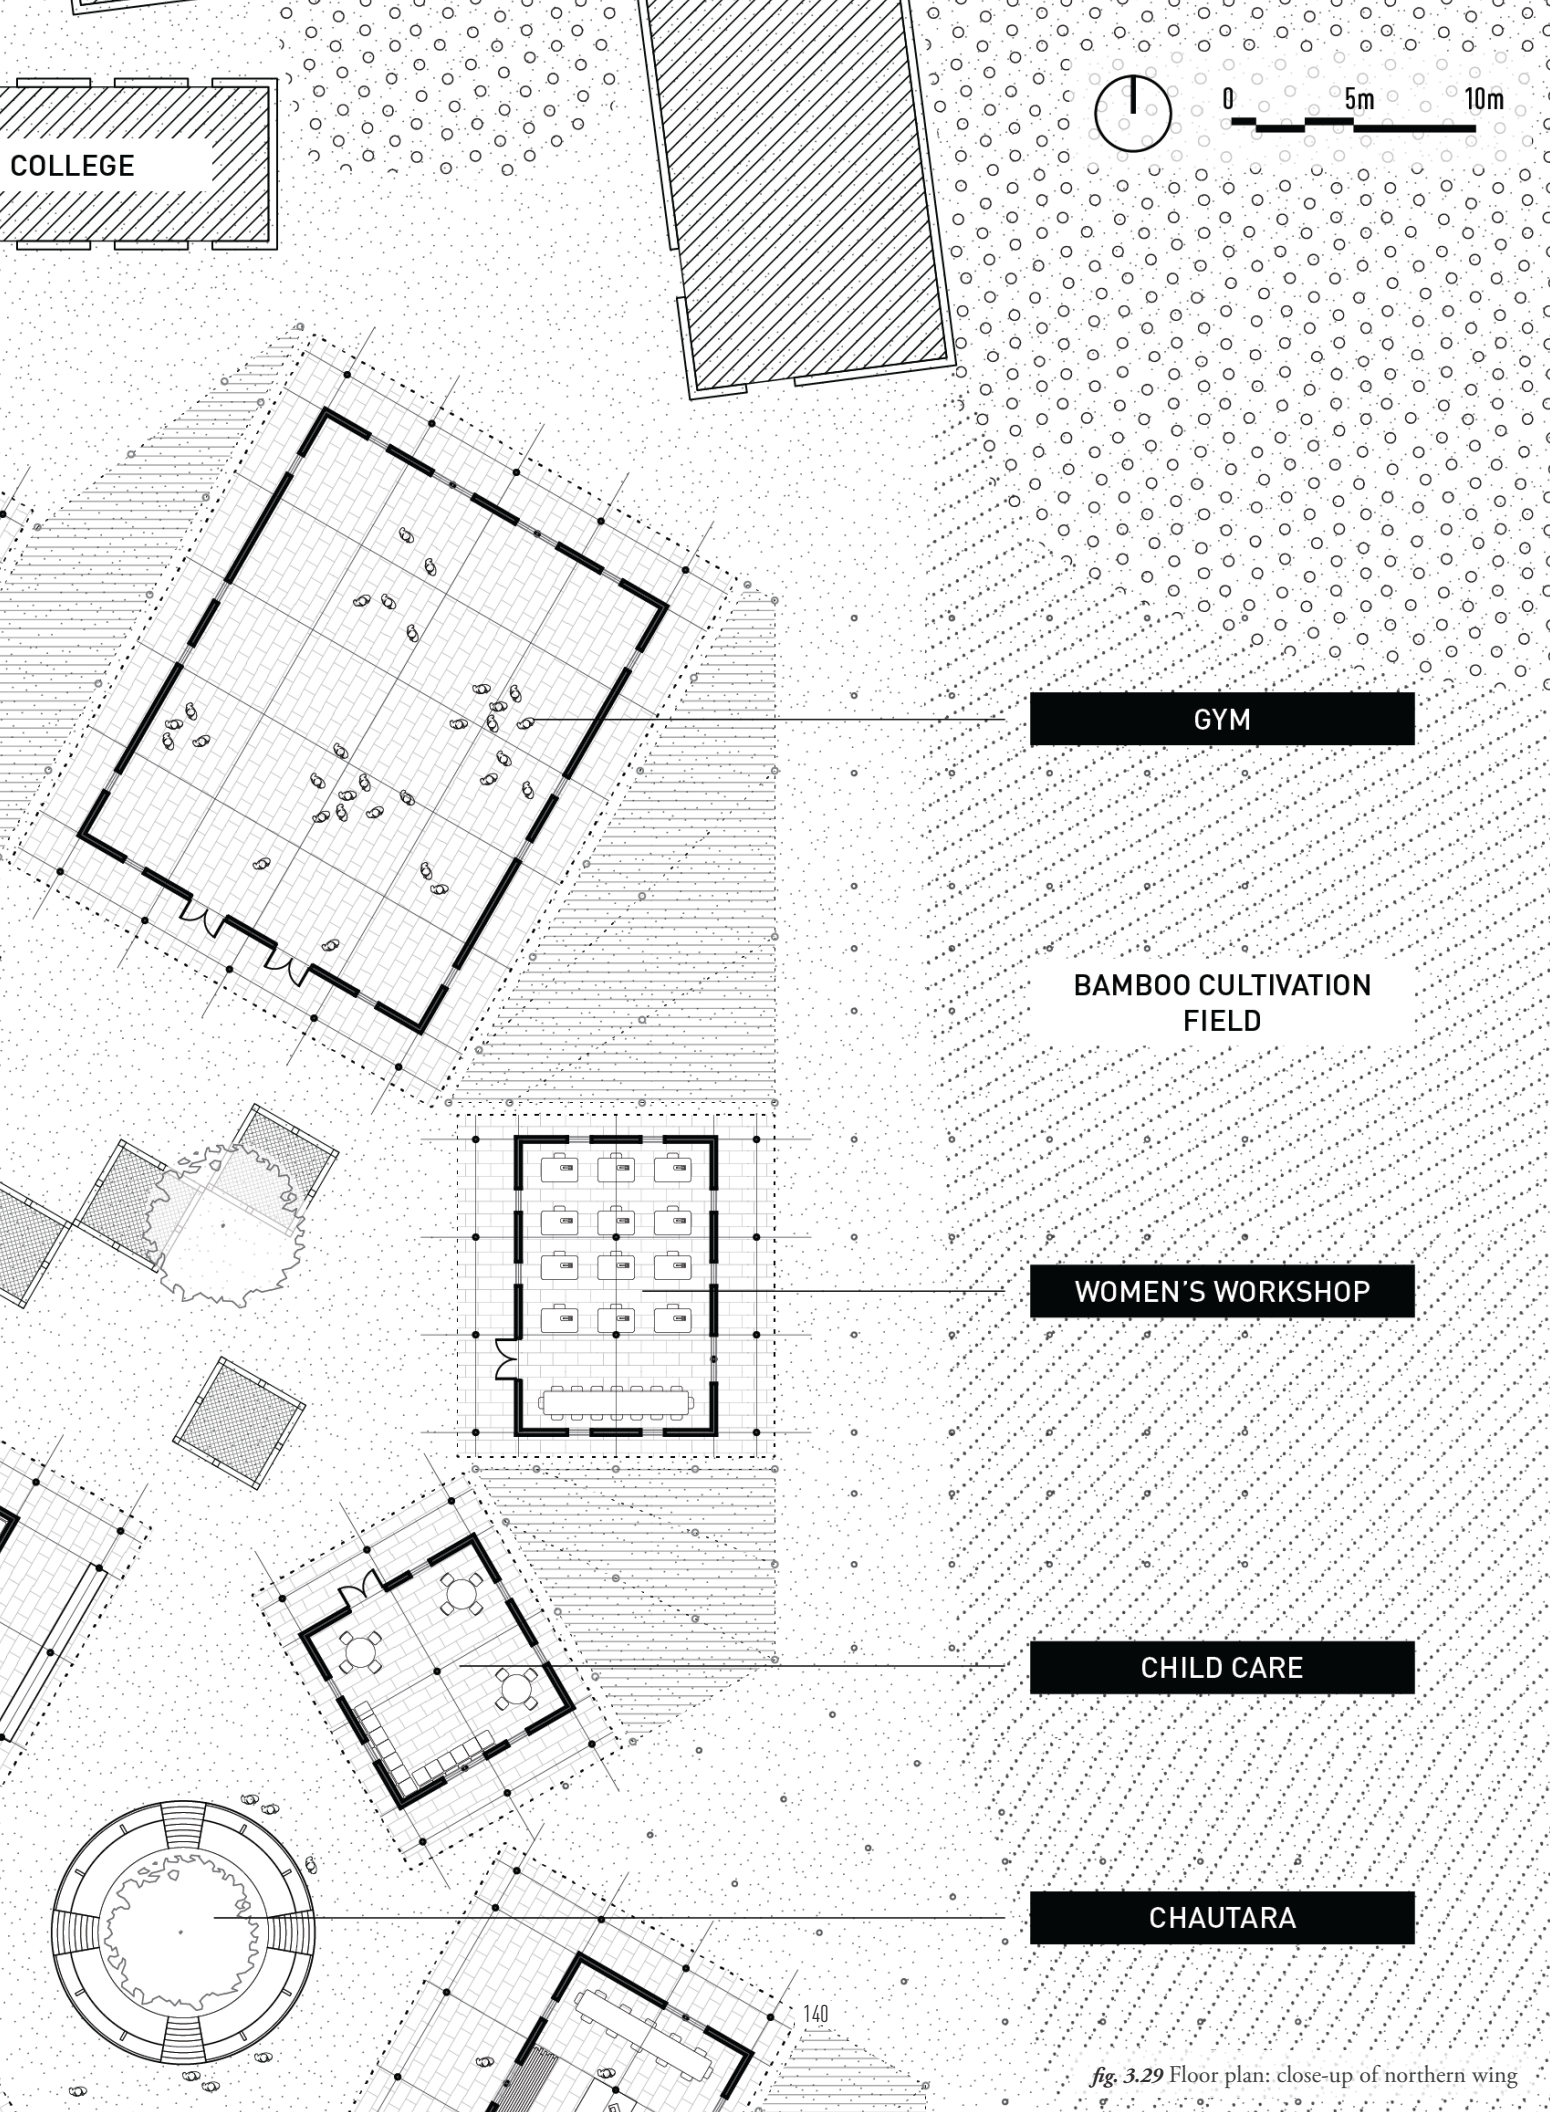 0 5m 10m
COLLEGE
GYM
BAMBOO CULTIVATION
FIELD
WOMEN'S WORKSHOP
CHILD CARE
CHAUTARA
140
fig. 3.29 Floor plan: close-up of northern wing